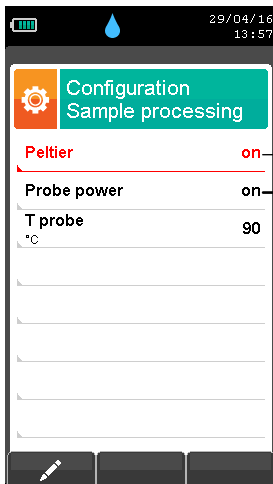 29/04/16
13:57
Configuration
Sample processing
Peltier on
Probe power on
T probe 90
°C